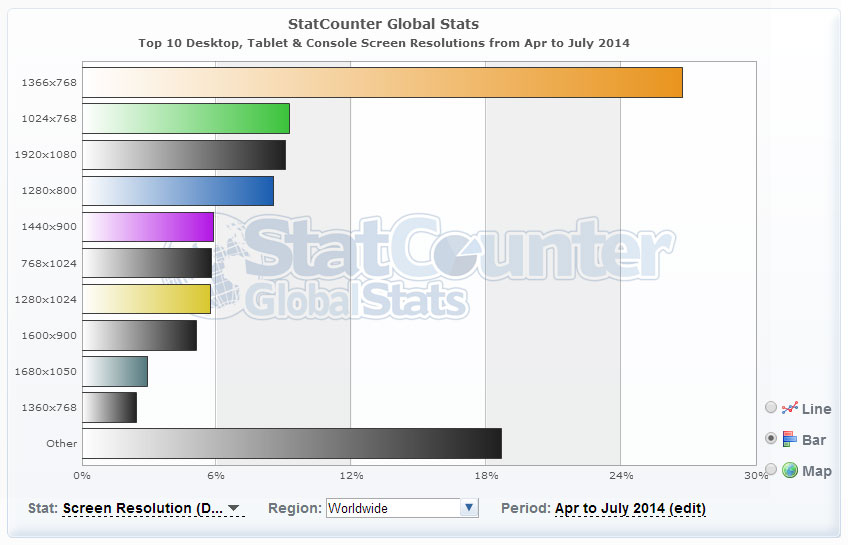 StatCounter Global Stats
Top 10 Desktop, Tablet & Console Screen Resolutions from Apr to July 2014
1366x768
1024x768
1920x1080
1280x800
1440x900
768x1024
1280x1024
1600x900
1680x1050
1360x768
Other
StatCounter
GlobalStats
0% 6% 12% 18% 24% 30%
Line
Bar
Map
Stat: Screen Resolution (D... Region: Worldwide Period: Apr to July 2014 (edit)